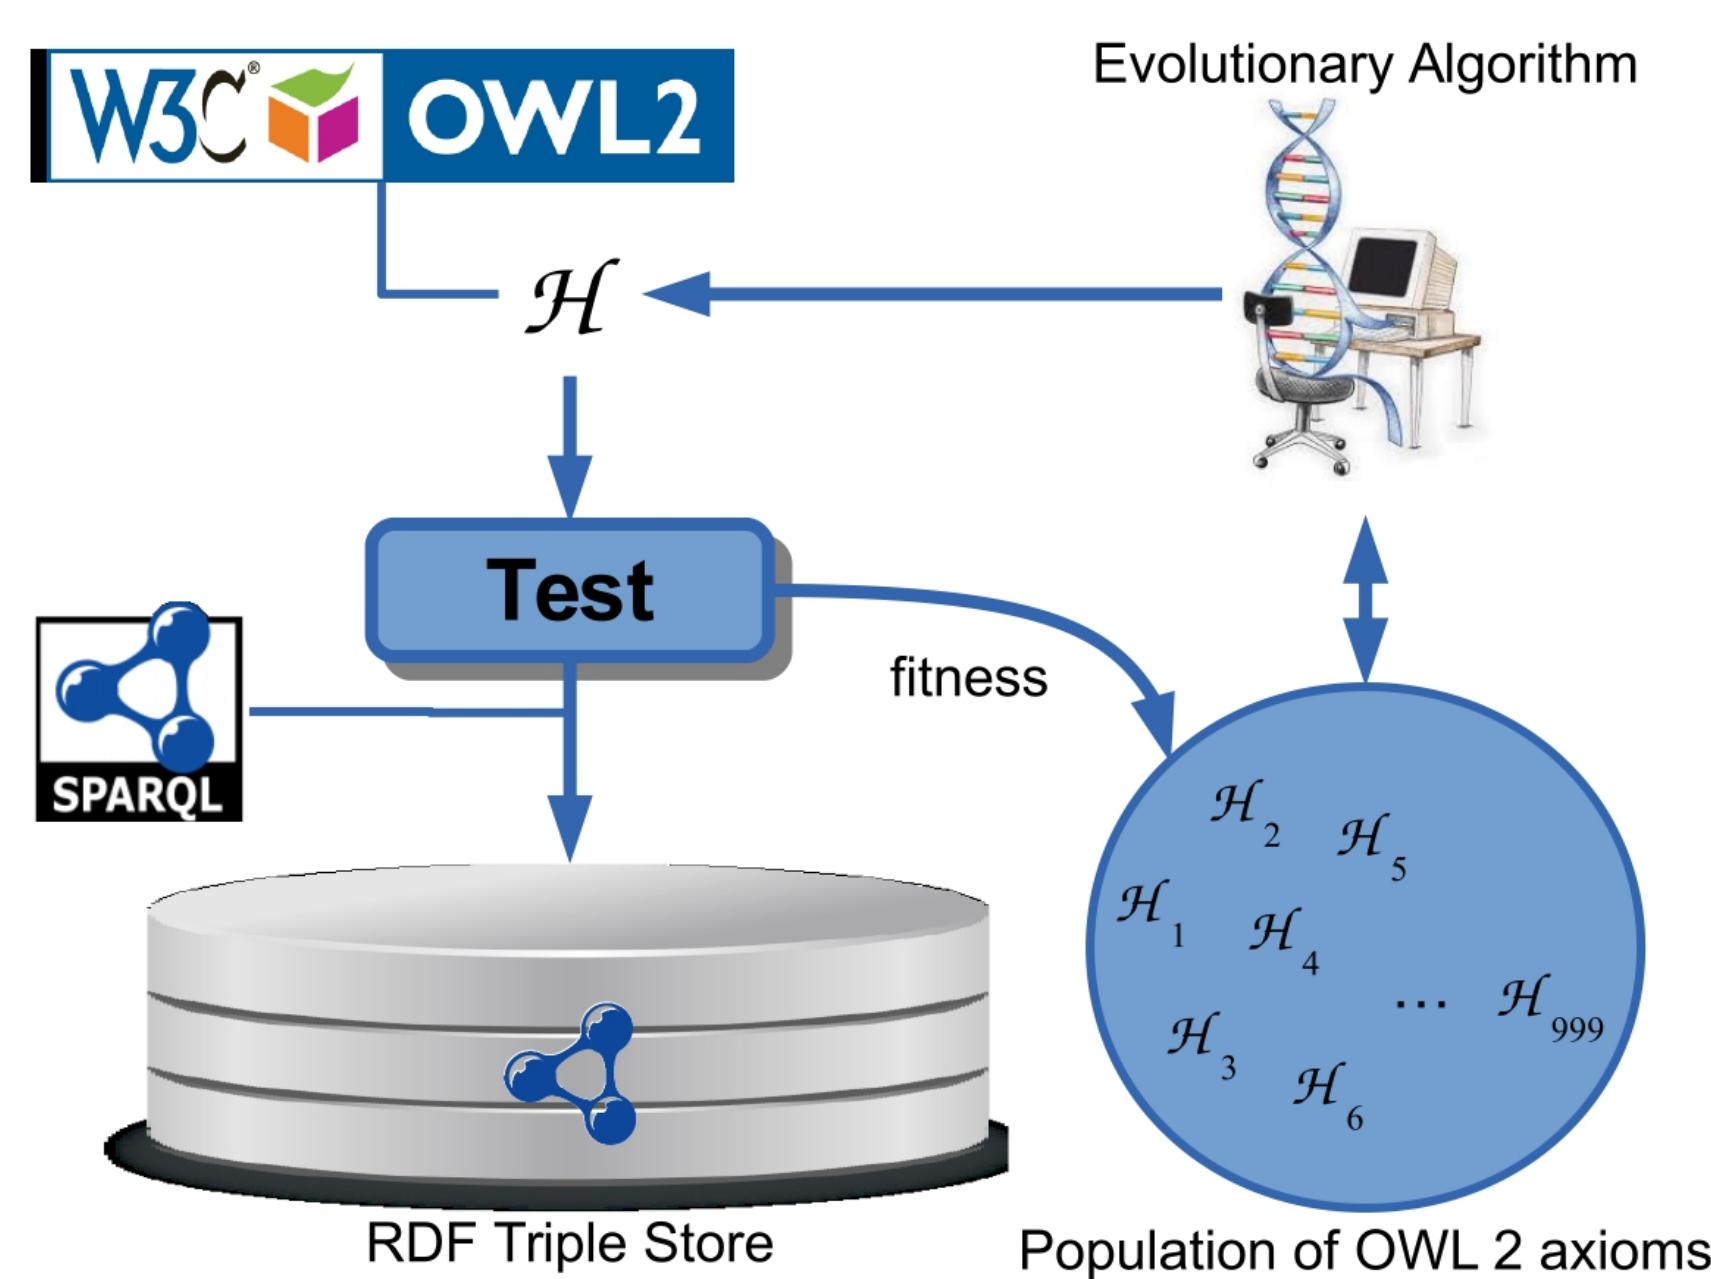 W3C® OWL2
Evolutionary Algorithm
ℋ
Test
fitness
SPARQL
ℋ2
ℋ5
ℋ1
ℋ4
… ℋ999
ℋ3
ℋ6
RDF Triple Store
Population of OWL 2 axioms